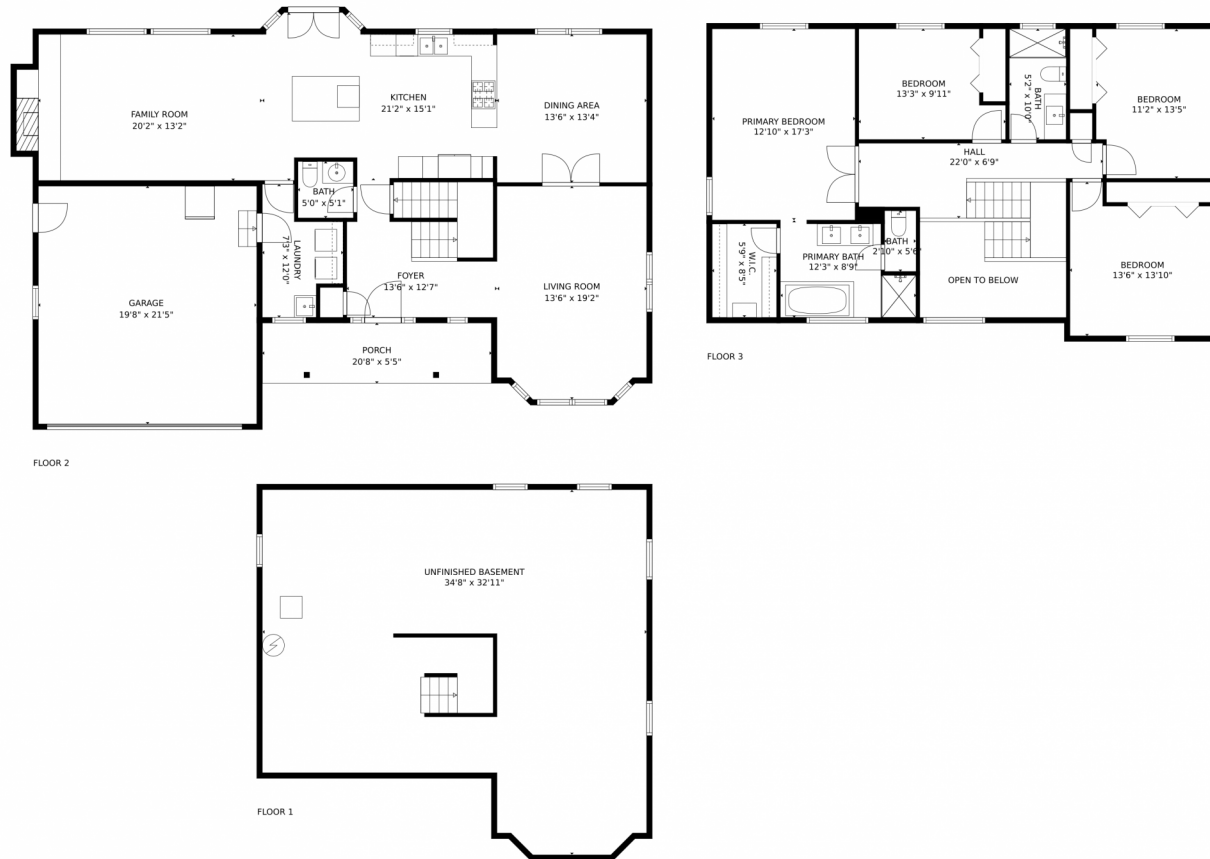 FAMILY ROOM
20'2" x 13'2"
KITCHEN
21'2" x 15'1"
DINING AREA
13'6" x 13'4"
BATH
5'0" x 5'1"
LAUNDRY
7'3" x 12'0"
FOYER
13'6" x 12'7"
LIVING ROOM
13'6" x 19'2"
GARAGE
19'8" x 21'5"
PORCH
20'8" x 5'5"
FLOOR 2
PRIMARY BEDROOM
12'10" x 17'3"
BEDROOM
13'3" x 9'11"
BATH
5'2" x 10'0"
BEDROOM
11'2" x 13'5"
HALL
22'0" x 6'9"
W.I.C.
5'9" x 8'5"
PRIMARY BATH
12'3" x 8'9"
BATH
2'10" x 5'6"
OPEN TO BELOW
BEDROOM
13'6" x 13'10"
FLOOR 3
UNFINISHED BASEMENT
34'8" x 32'11"
FLOOR 1